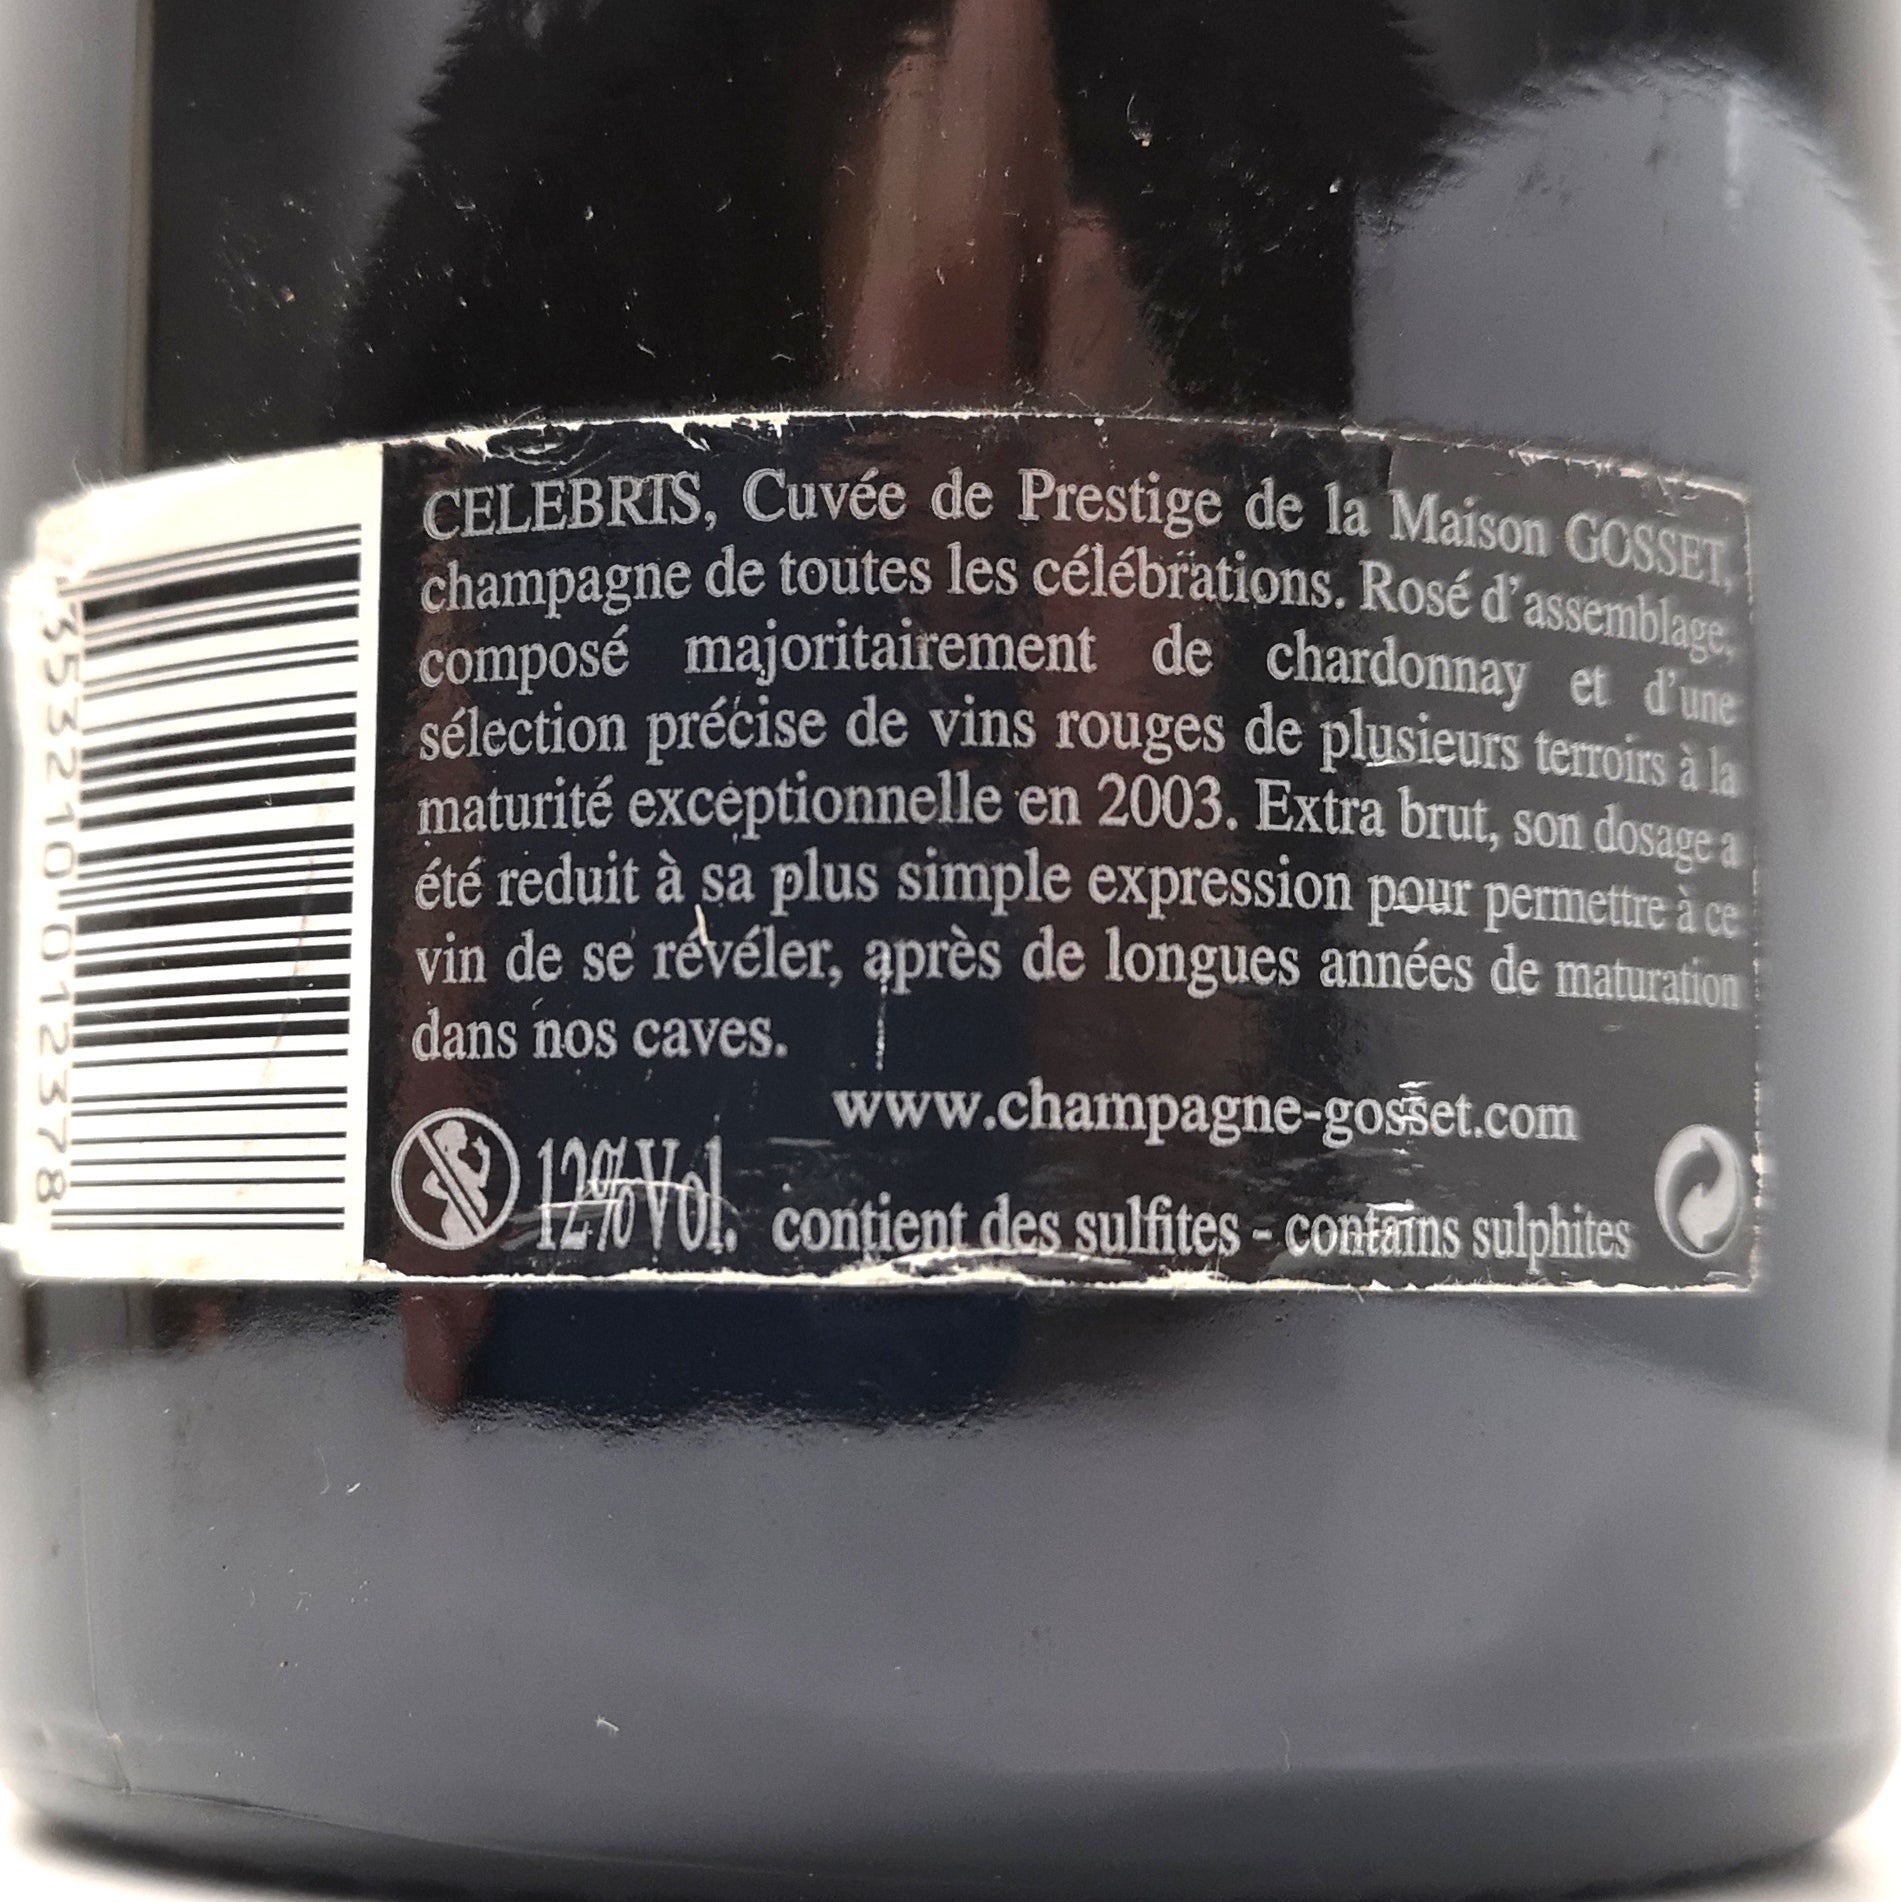 CELEBRIS, Cuvée de Prestige de la Maison GOSSET,
champagne de toutes les célébrations. Rosé d'assemblage,
composé majoritairement de chardonnay et d'une
sélection précise de vins rouges de plusieurs terroirs à la
maturité exceptionnelle en 2003. Extra brut, son dosage a
été reduit à sa plus simple expression pour permettre à ce
vin de se révéler, après de longues années de maturation
dans nos caves.
www.champagne-gosset.com
12%Vol. contient des sulfites - contains sulphites
3532100012378